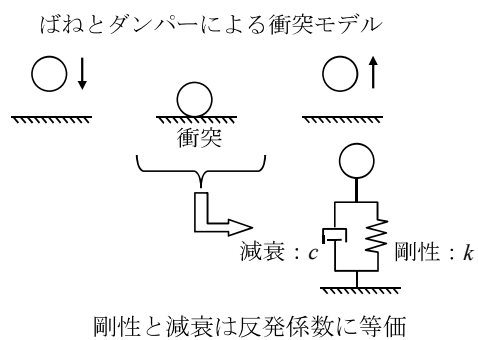 ばねとダンパーによる衝突モデル
衝突
減衰：c
剛性：k
剛性と減衰は反発係数に等価